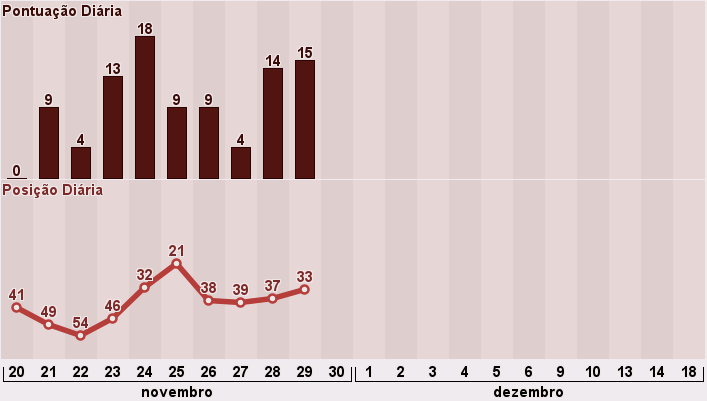 Pontuação Diária
0 9 4 13 18 9 9 4 14 15
Posição Diária
41 49 54 46 32 21 38 39 37 33
20 21 22 23 24 25 26 27 28 29 30 1 2 3 4 5 6 9 10 13 14 18
novembro dezembro